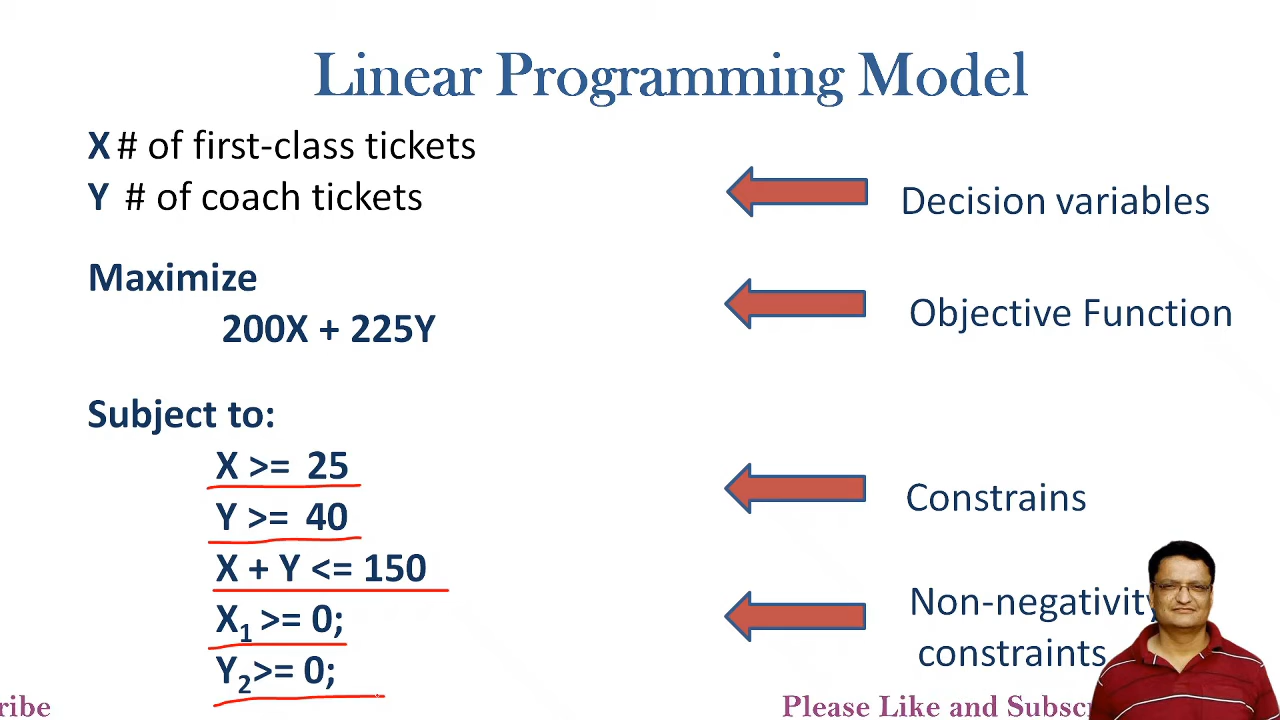 Linear Programming Model
X # of first-class tickets
Y # of coach tickets
Decision variables
Maximize
200X + 225Y
Objective Function
Subject to:
X >= 25
Y >= 40
X + Y <= 150
Constrains
X₁ >= 0;
Y₂>= 0;
Non-negativity
constraints
ribe
Please Like and Subsc